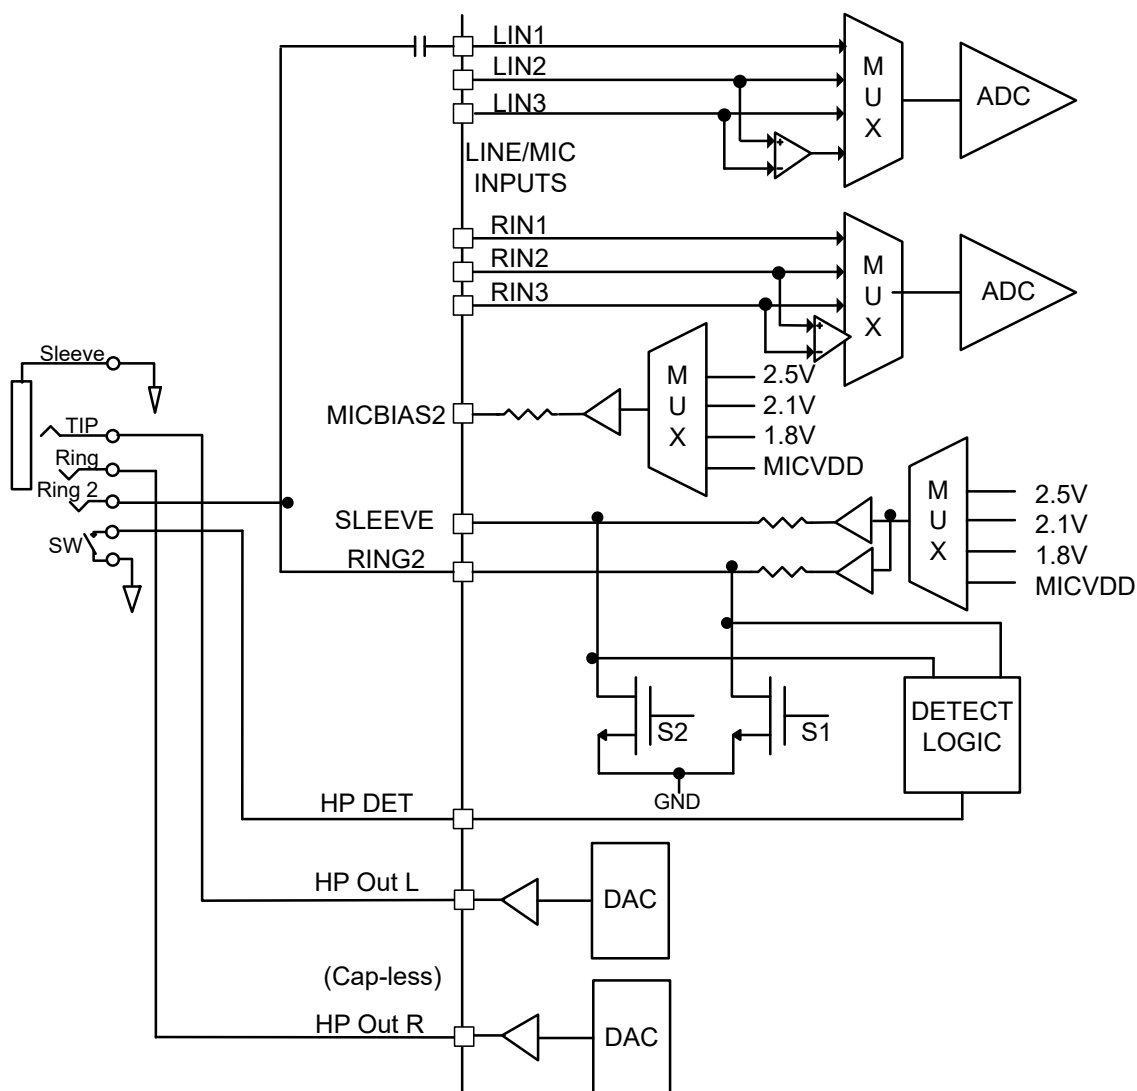 LIN1
LIN2
LIN3
LINE/MIC
INPUTS
M
U
X
ADC
RIN1
RIN2
RIN3
M
U
X
ADC
+
−
+
−
Sleeve
TIP
Ring
Ring 2
SW
MICBIAS2
M
U
X
2.5V
2.1V
1.8V
MICVDD
SLEEVE
RING2
M
U
X
2.5V
2.1V
1.8V
MICVDD
S2
S1
GND
DETECT
LOGIC
HP DET
HP Out L
DAC
(Cap-less)
HP Out R
DAC